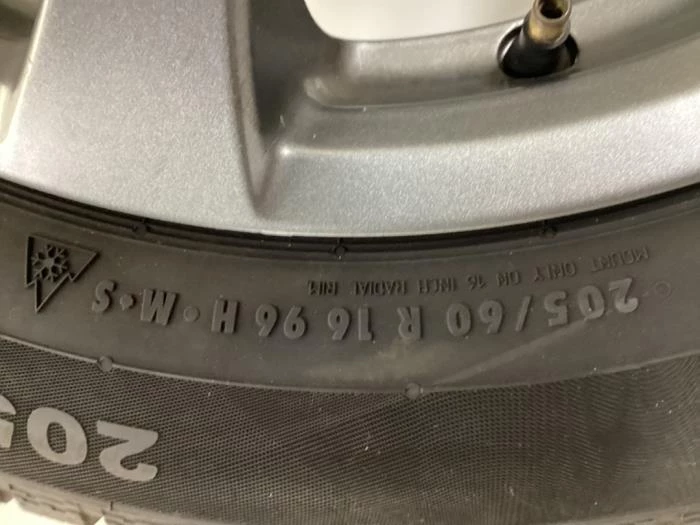 MOUNT ONLY ON 16 INCH RADIAL RIM.
205/60 R 16 96 H • M+S
205